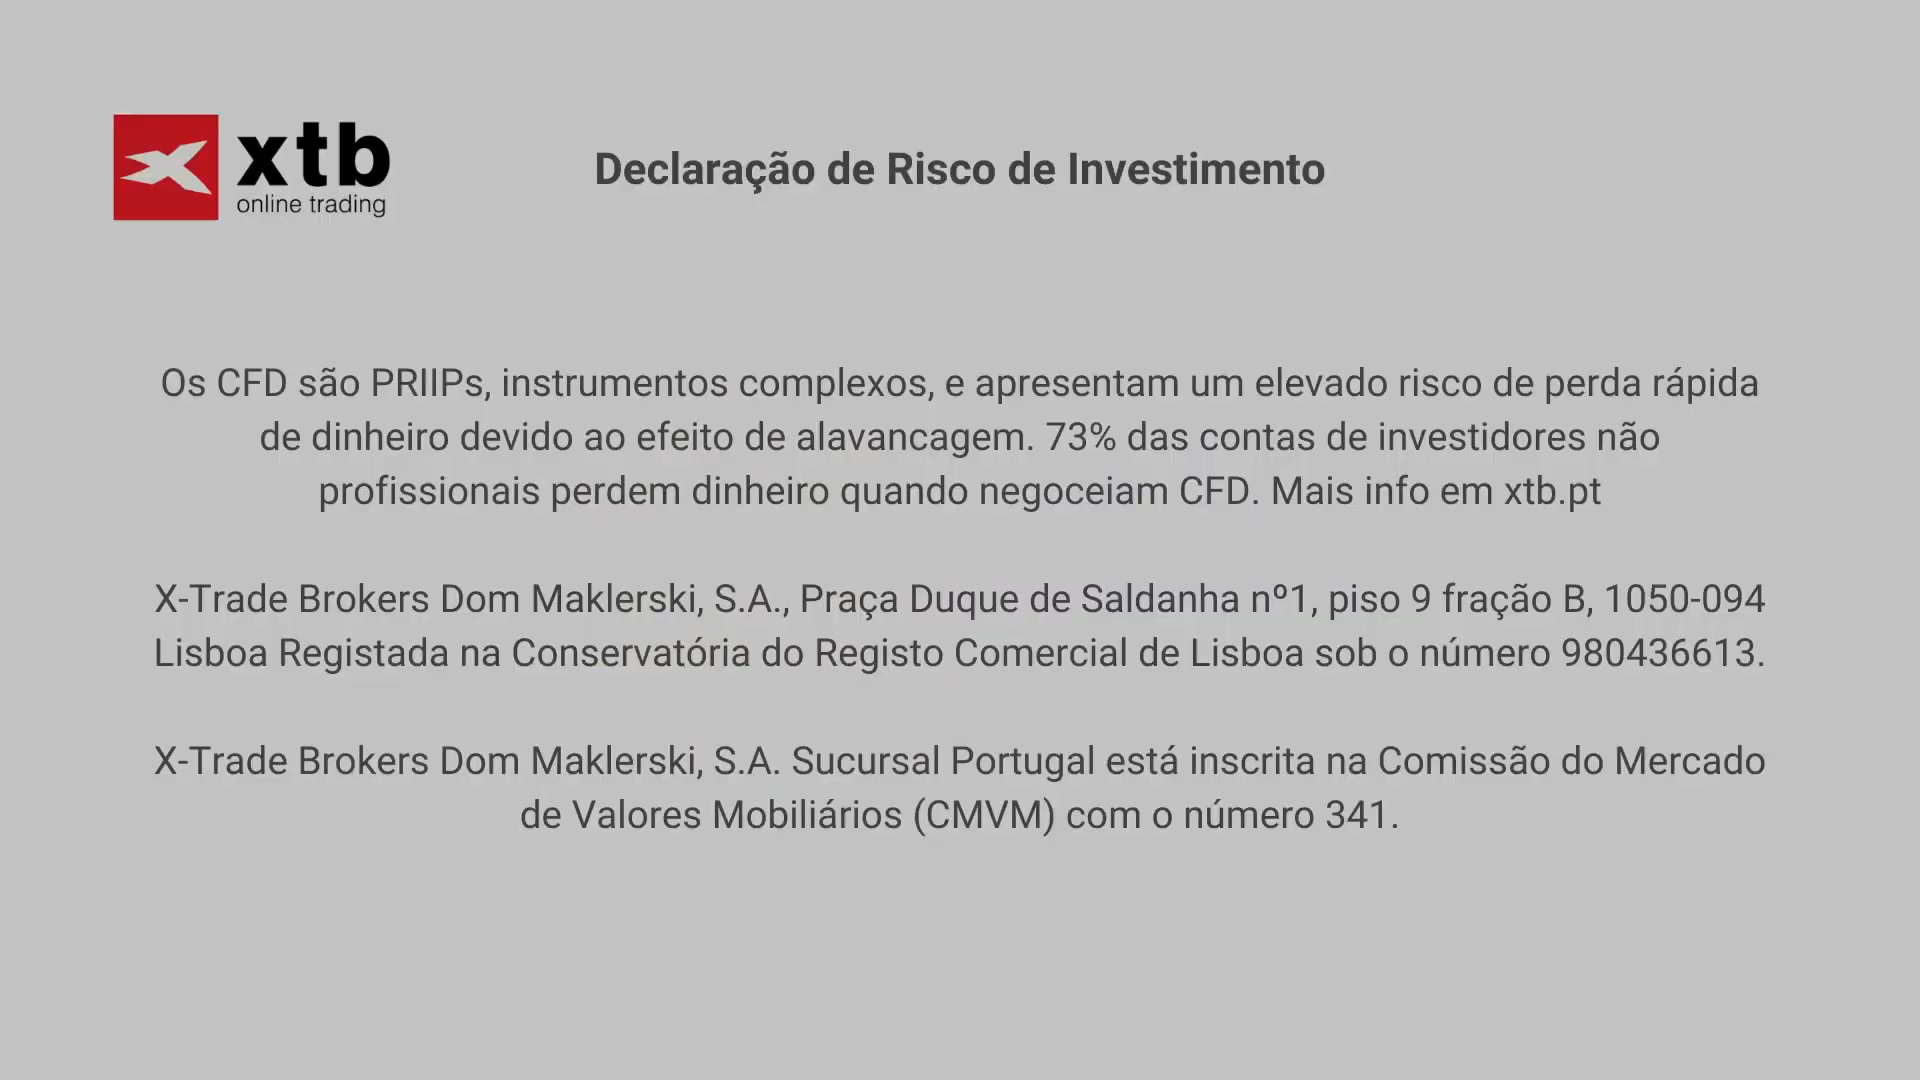 xtb
online trading
Declaração de Risco de Investimento
Os CFD são PRIIPs, instrumentos complexos, e apresentam um elevado risco de perda rápida
de dinheiro devido ao efeito de alavancagem. 73% das contas de investidores não
profissionais perdem dinheiro quando negoceiam CFD. Mais info em xtb.pt
X-Trade Brokers Dom Maklerski, S.A., Praça Duque de Saldanha nº1, piso 9 fração B, 1050-094
Lisboa Registada na Conservatória do Registo Comercial de Lisboa sob o número 980436613.
X-Trade Brokers Dom Maklerski, S.A. Sucursal Portugal está inscrita na Comissão do Mercado
de Valores Mobiliários (CMVM) com o número 341.